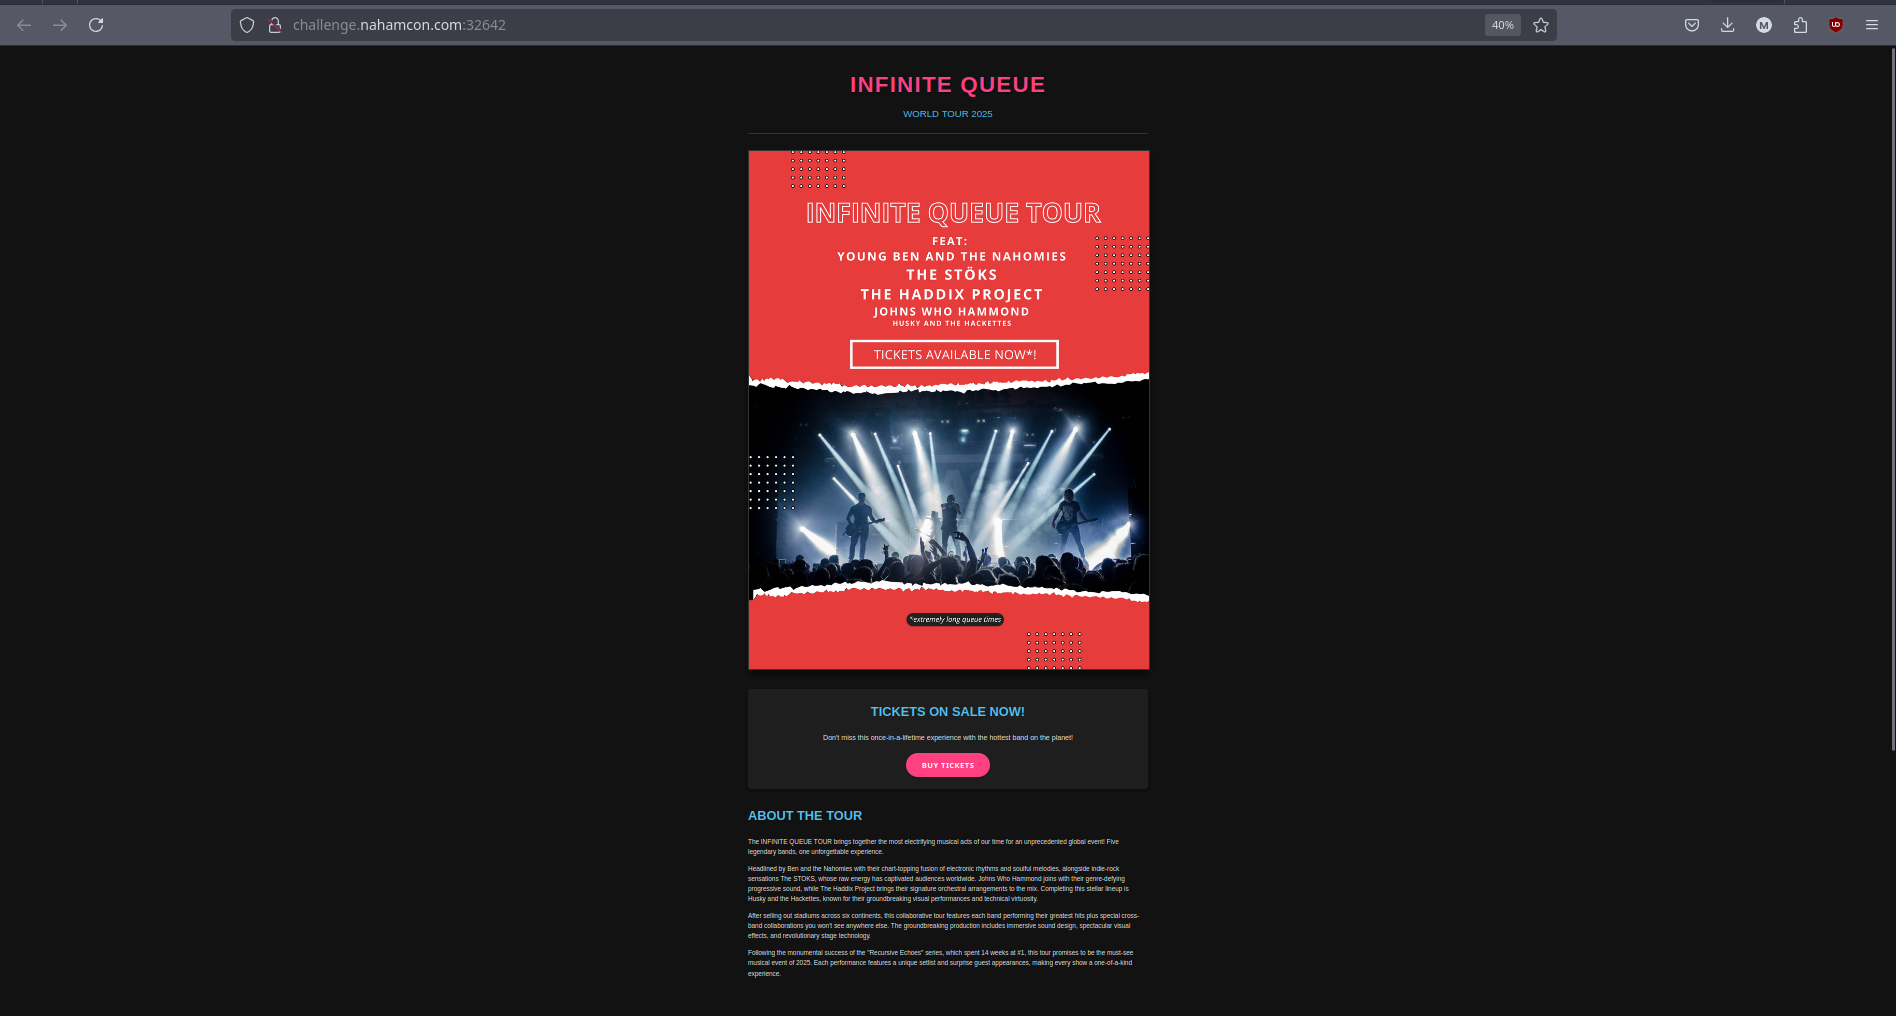 challenge.nahamcon.com:32642
40%
INFINITE QUEUE
WORLD TOUR 2025
INFINITE QUEUE TOUR
FEAT:
YOUNG BEN AND THE NAHOMIES
THE STÖKS
THE HADDIX PROJECT
JOHNS WHO HAMMOND
HUSKY AND THE HACKETTES
TICKETS AVAILABLE NOW*!
*extremely long queue times
TICKETS ON SALE NOW!
Don't miss this once-in-a-lifetime experience with the hottest band on the planet!
BUY TICKETS
ABOUT THE TOUR
The INFINITE QUEUE TOUR brings together the most electrifying musical acts of our time for an unprecedented global event! Five
legendary bands, one unforgettable experience.
Headlined by Ben and the Nahomies with their chart-topping fusion of electronic rhythms and soulful melodies, alongside indie-rock
sensations The STOKS, whose raw energy has captivated audiences worldwide. Johns Who Hammond joins with their genre-defying
progressive sound, while The Haddix Project brings their signature orchestral arrangements to the mix. Completing this stellar lineup is
Husky and the Hackettes, known for their groundbreaking visual performances and technical virtuosity.
After selling out stadiums across six continents, this collaborative tour features each band performing their greatest hits plus special cross-
band collaborations you won't see anywhere else. The groundbreaking production includes immersive sound design, spectacular visual
effects, and revolutionary stage technology.
Following the monumental success of the "Recursive Echoes" series, which spent 14 weeks at #1, this tour promises to be the must-see
musical event of 2025. Each performance features a unique setlist and surprise guest appearances, making every show a one-of-a-kind
experience.